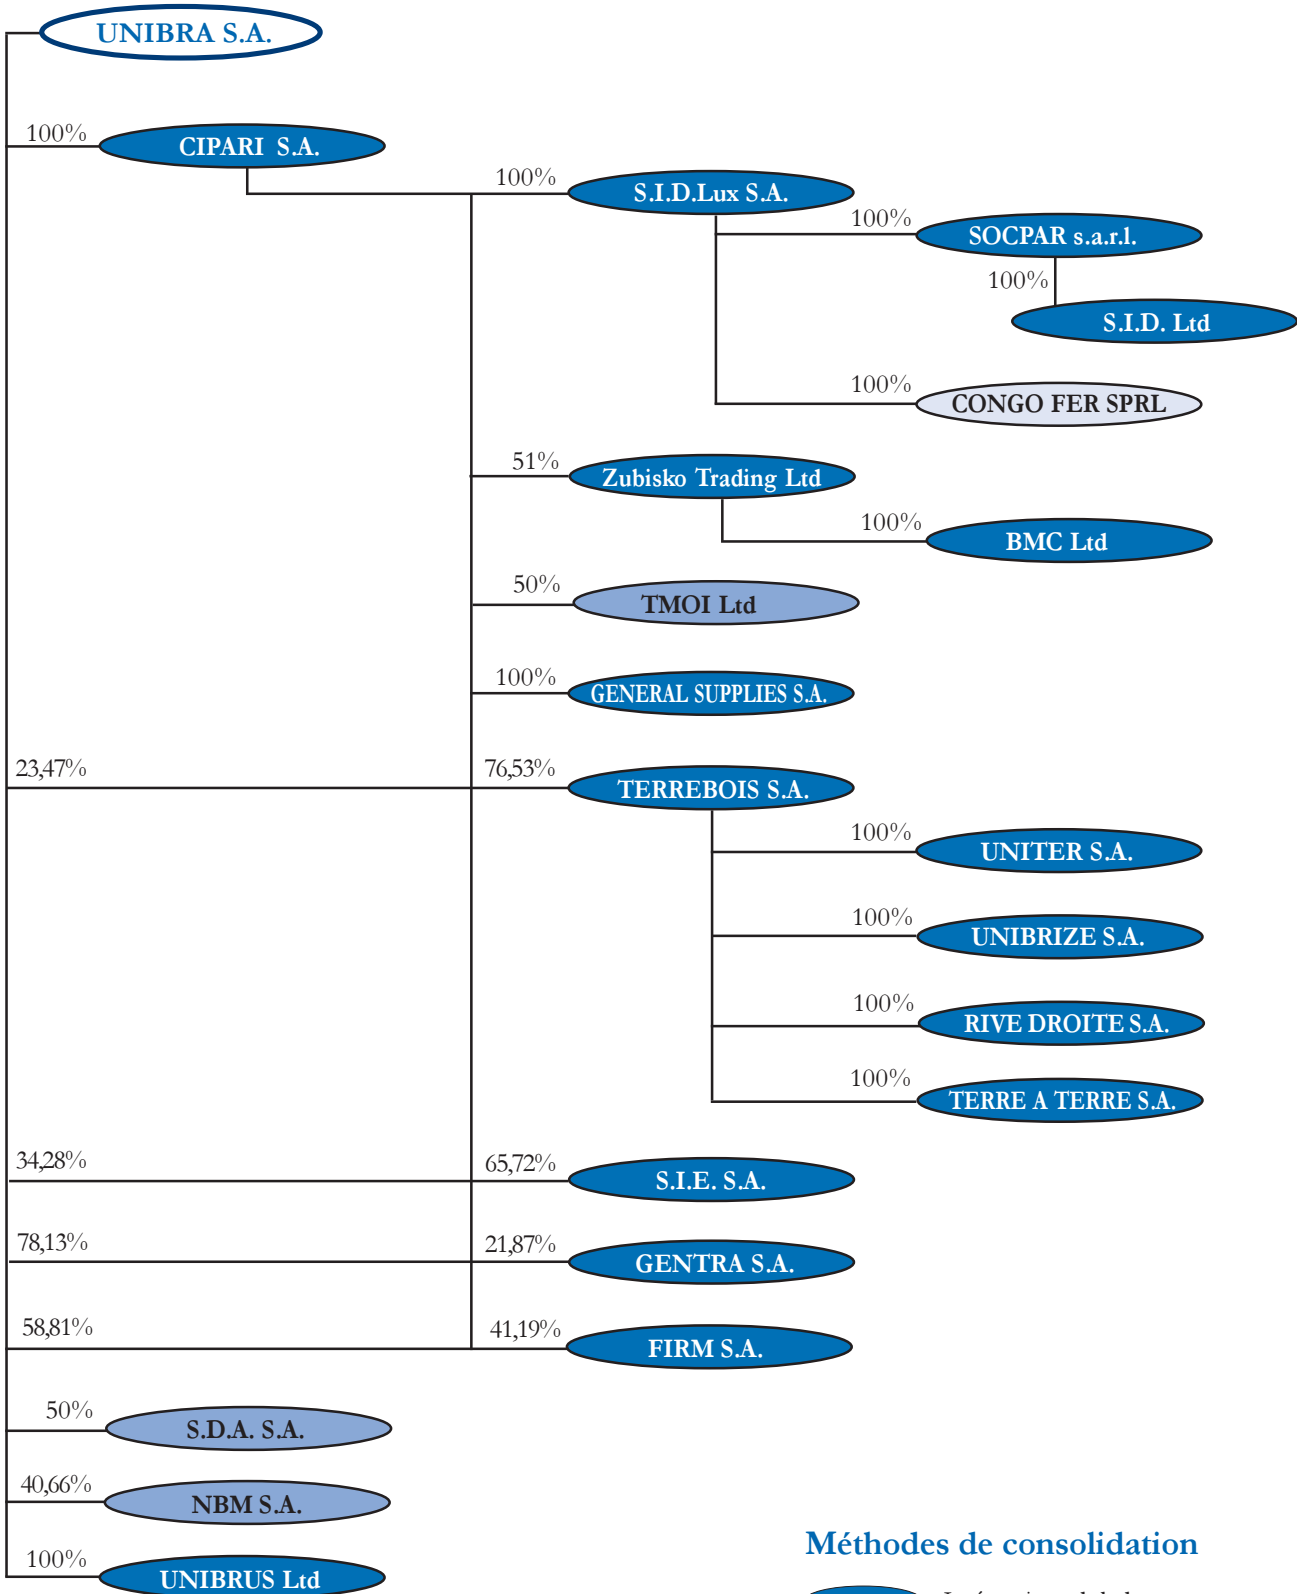 UNIBRA S.A.
100%
CIPARI S.A.
100%
S.I.D.Lux S.A.
100%
SOCPAR s.a.r.l.
100%
S.I.D. Ltd
100%
CONGO FER SPRL
51%
Zubisko Trading Ltd
100%
BMC Ltd
50%
TMOI Ltd
100%
GENERAL SUPPLIES S.A.
23,47%
76,53%
TERREBOIS S.A.
100%
UNITER S.A.
100%
UNIBRIZE S.A.
100%
RIVE DROITE S.A.
100%
TERRE A TERRE S.A.
34,28%
65,72%
S.I.E. S.A.
78,13%
21,87%
GENTRA S.A.
58,81%
41,19%
FIRM S.A.
50%
S.D.A. S.A.
40,66%
NBM S.A.
100%
UNIBRUS Ltd
Méthodes de consolidation